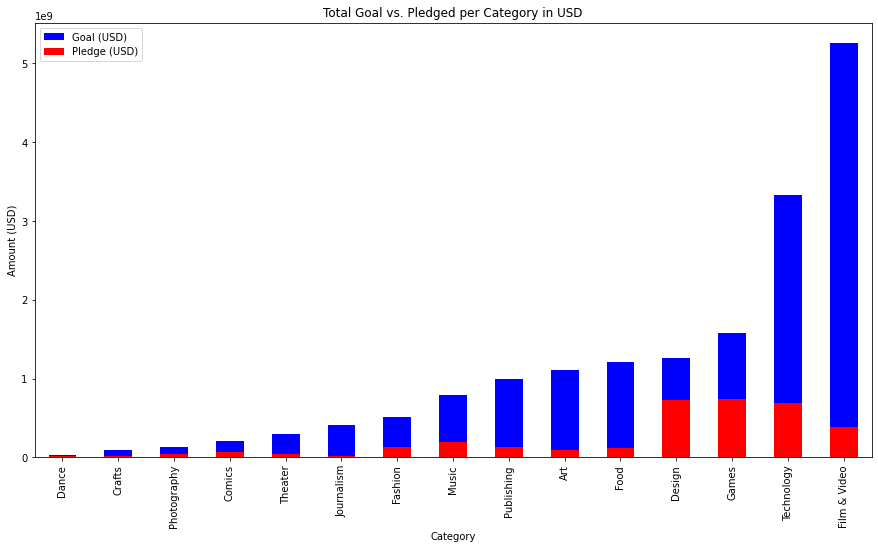 Total Goal vs. Pledged per Category in USD
1e9
Goal (USD)
Pledge (USD)
Amount (USD)
5
4
3
2
1
0
Dance
Crafts
Photography
Comics
Theater
Journalism
Fashion
Music
Publishing
Art
Food
Design
Games
Technology
Film & Video
Category